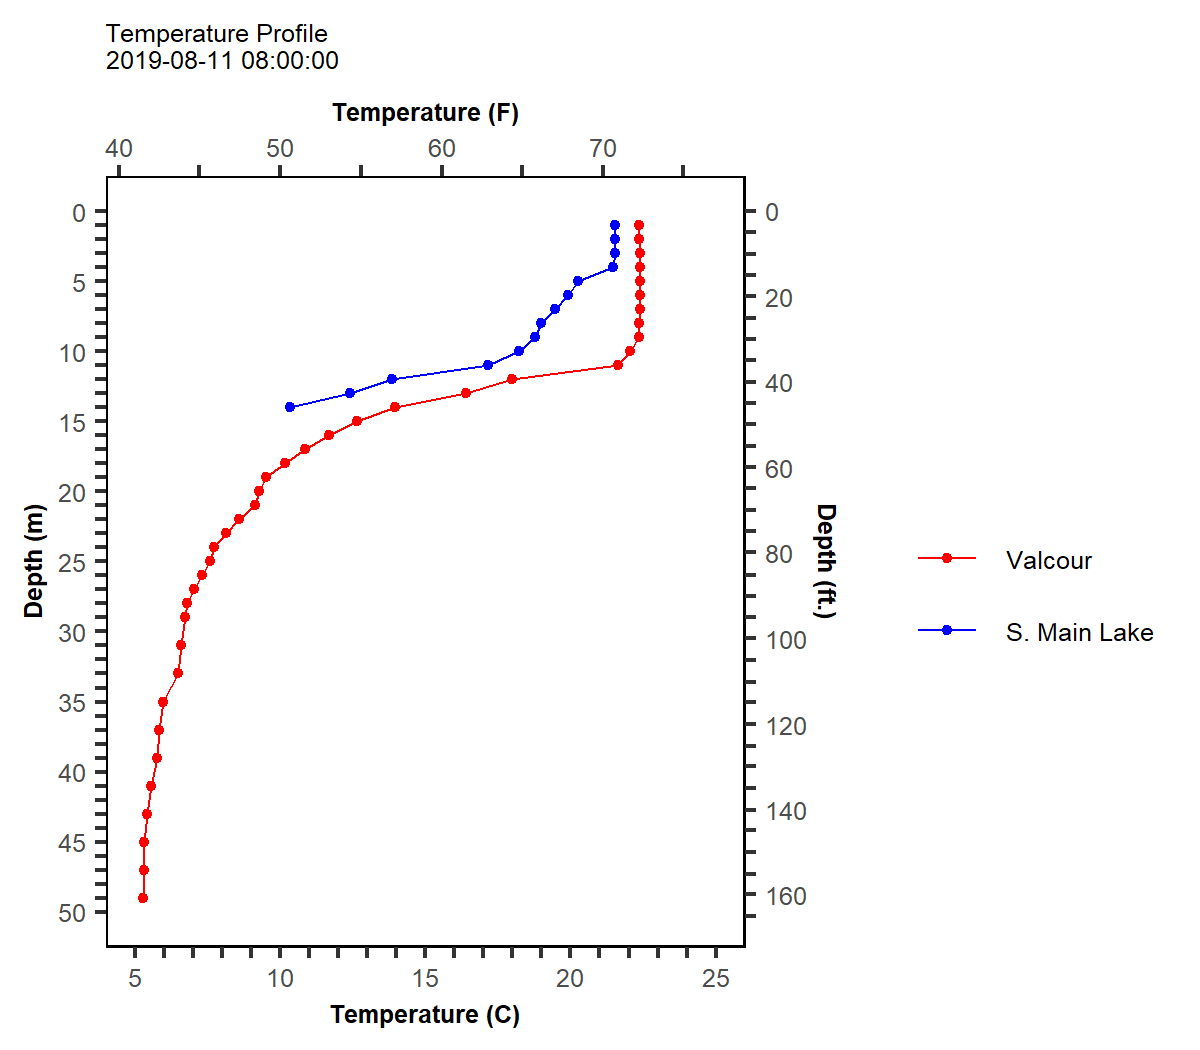 Temperature Profile
2019-08-11 08:00:00
Temperature (F)
40 50 60 70
0
5
10
15
20
25
30
35
40
45
50
Depth (m)
0
20
40
60
80
100
120
140
160
Depth (ft.)
Valcour
S. Main Lake
5 10 15 20 25
Temperature (C)